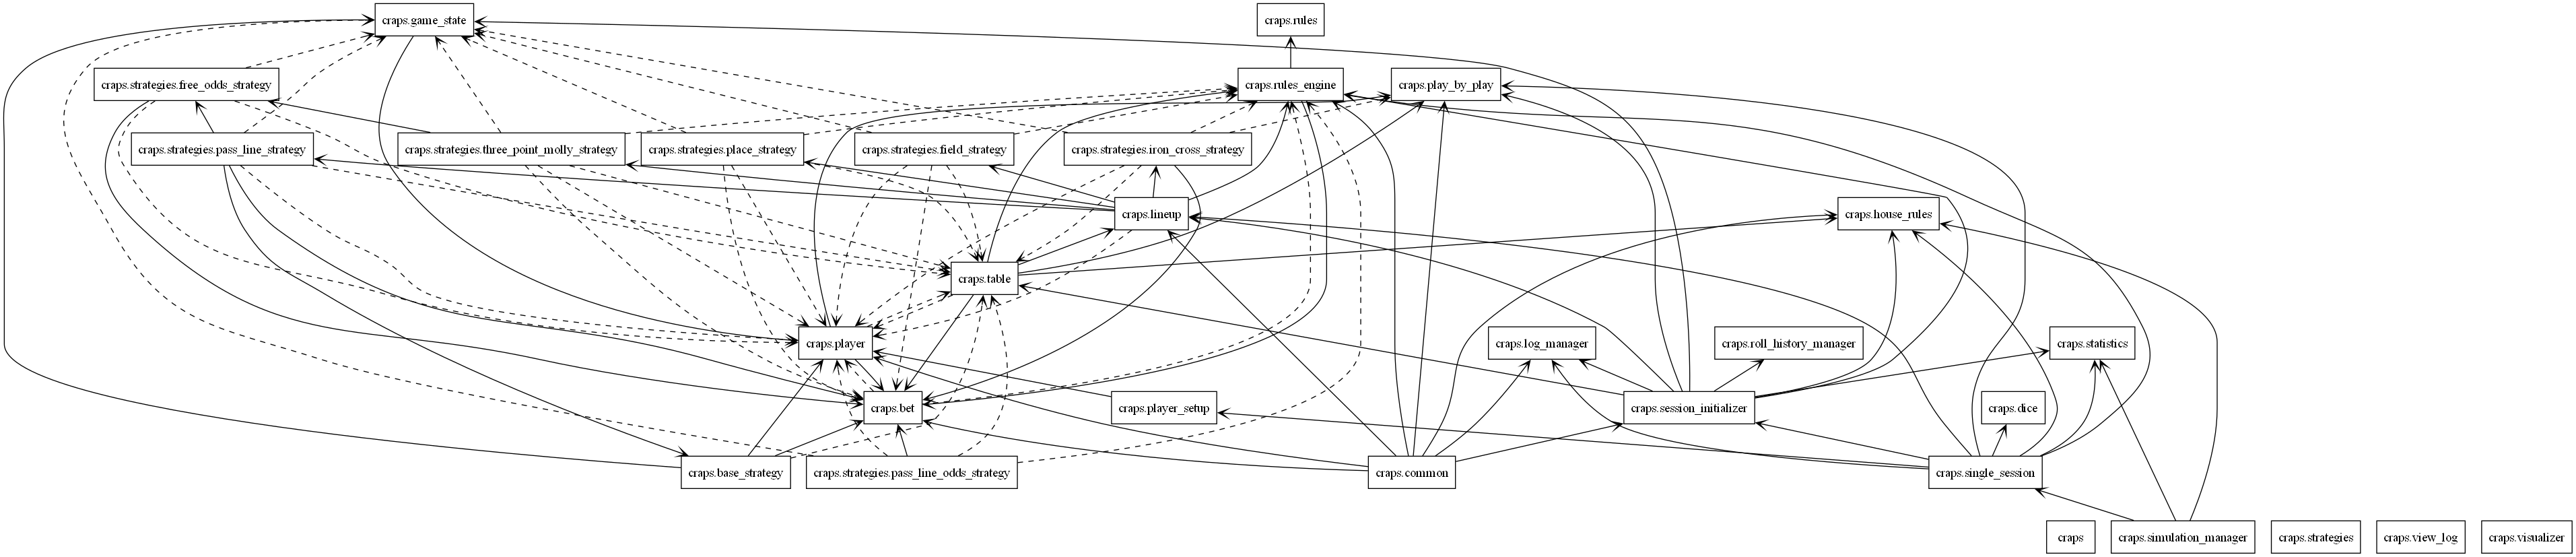 craps.game_state
craps.rules
craps.strategies.free_odds_strategy
craps.rules_engine
craps.play_by_play
craps.strategies.pass_line_strategy
craps.strategies.three_point_molly_strategy
craps.strategies.place_strategy
craps.strategies.field_strategy
craps.strategies.iron_cross_strategy
craps.lineup
craps.house_rules
craps.table
craps.player
craps.log_manager
craps.roll_history_manager
craps.statistics
craps.bet
craps.player_setup
craps.session_initializer
craps.dice
craps.base_strategy
craps.strategies.pass_line_odds_strategy
craps.common
craps.single_session
craps
craps.simulation_manager
craps.strategies
craps.view_log
craps.visualizer